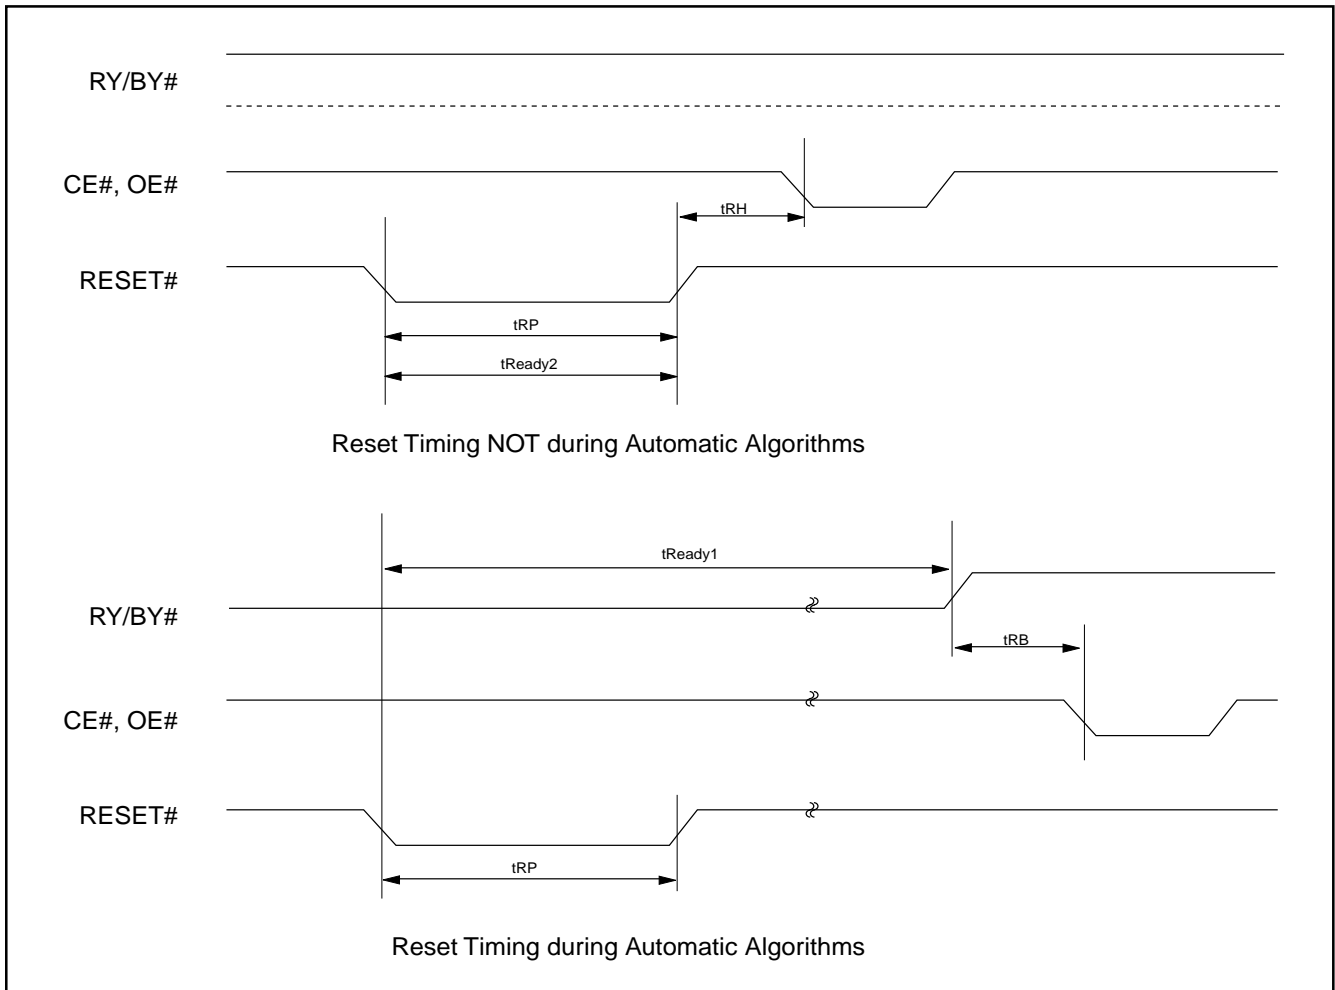 RY/BY#
CE#, OE#
tRH
RESET#
tRP
tReady2
Reset Timing NOT during Automatic Algorithms
tReady1
RY/BY#
tRB
CE#, OE#
RESET#
tRP
Reset Timing during Automatic Algorithms